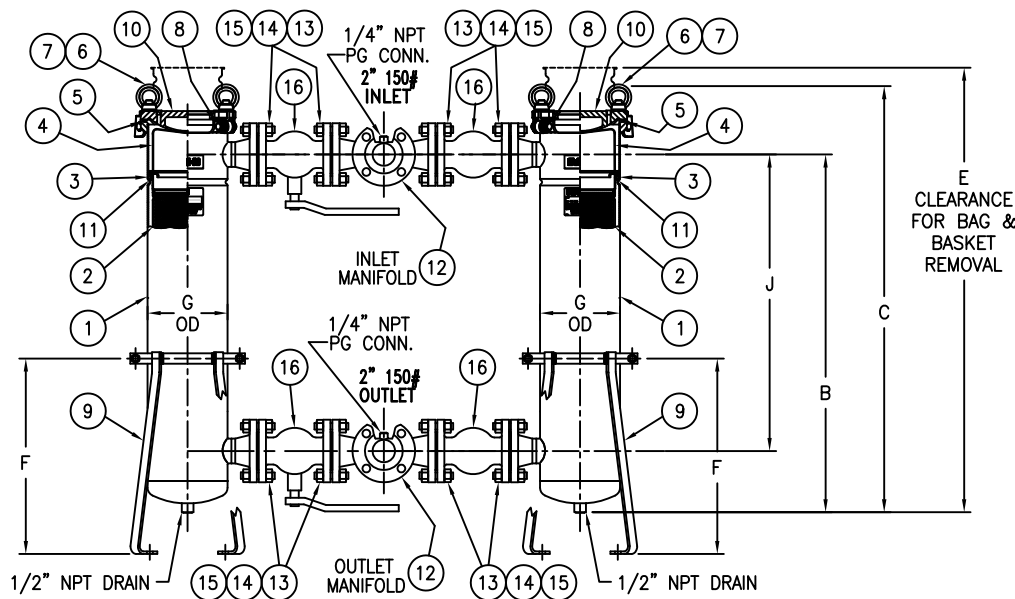 10 8 15 14 13 1/4" NPT 13 14 15 8 10
7 6 PG CONN. 6 7
2" 150#
INLET
16 16
5 5
4 4
3 3
E
CLEARANCE
FOR BAG &
BASKET
REMOVAL
11 11
INLET
MANIFOLD 12
2 2
J
C
G
OD
G
OD
1 1
1/4" NPT
PG CONN.
2" 150#
OUTLET
16 16
B
9 9
F F
1/2" NPT DRAIN 15 14 13 OUTLET
MANIFOLD 12 13 14 15 1/2" NPT DRAIN